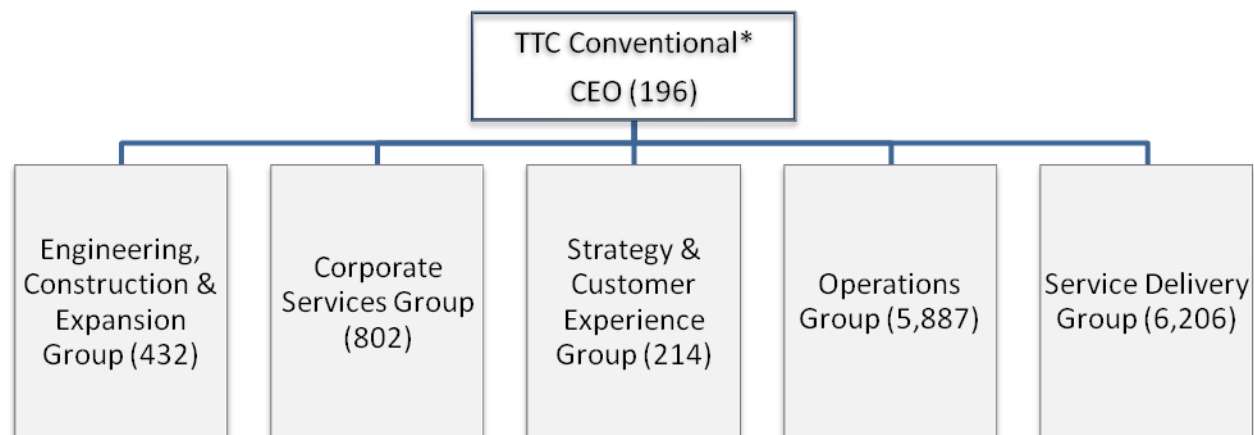 TTC Conventional*
CEO (196)
Engineering,
Construction &
Expansion
Group (432)
Corporate
Services Group
(802)
Strategy &
Customer
Experience
Group (214)
Operations
Group (5,887)
Service Delivery
Group (6,206)